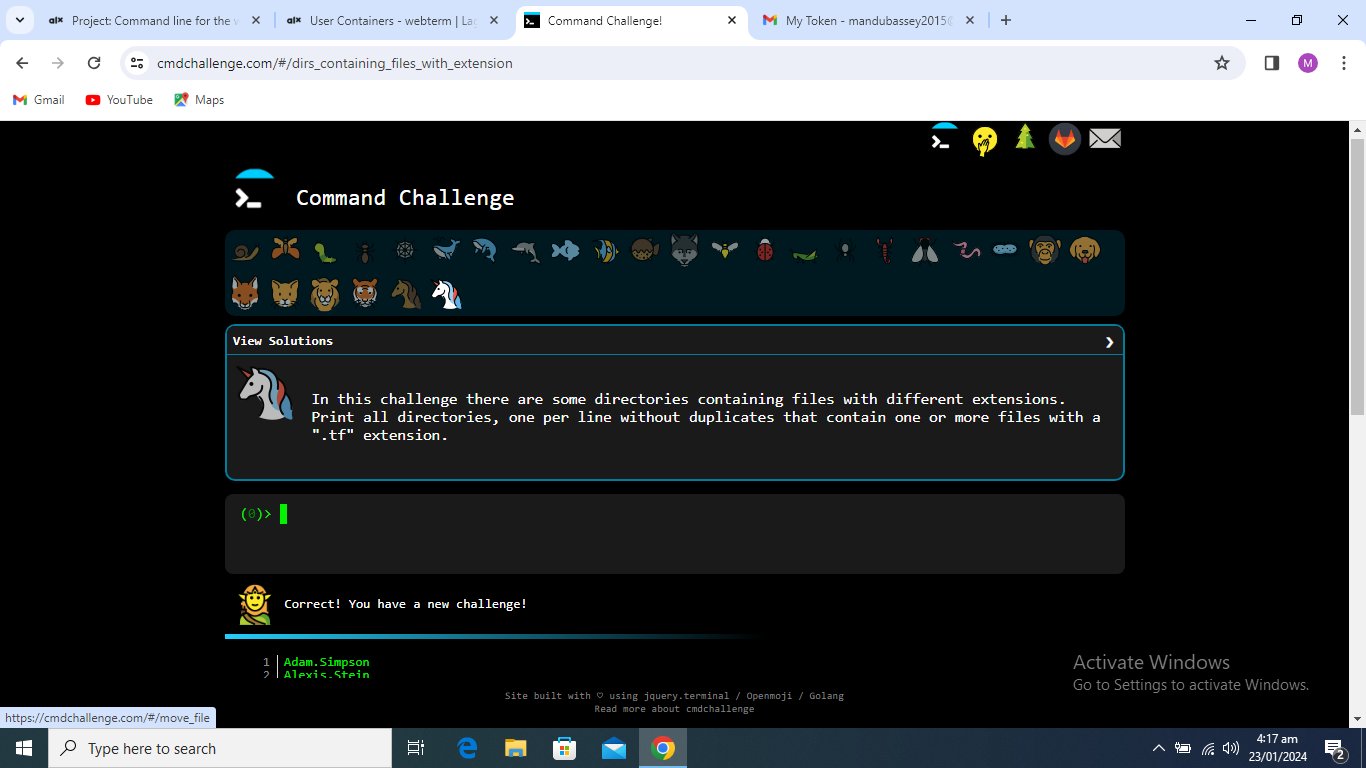 Project: Command line for the w
User Containers - webterm | La
Command Challenge!
My Token - mandubassey2015@
cmdchallenge.com/#/dirs_containing_files_with_extension
M
Gmail
YouTube
Maps
Command Challenge
View Solutions
In this challenge there are some directories containing files with different extensions.
Print all directories, one per line without duplicates that contain one or more files with a
".tf" extension.
(0)>
Correct! You have a new challenge!
1 Adam.Simpson
2 Alexis.Stein
Activate Windows
Go to Settings to activate Windows.
Site built with ♡ using jquery.terminal / Openmoji / Golang
Read more about cmdchallenge
https://cmdchallenge.com/#/move_file
Type here to search
4:17 am
23/01/2024
2